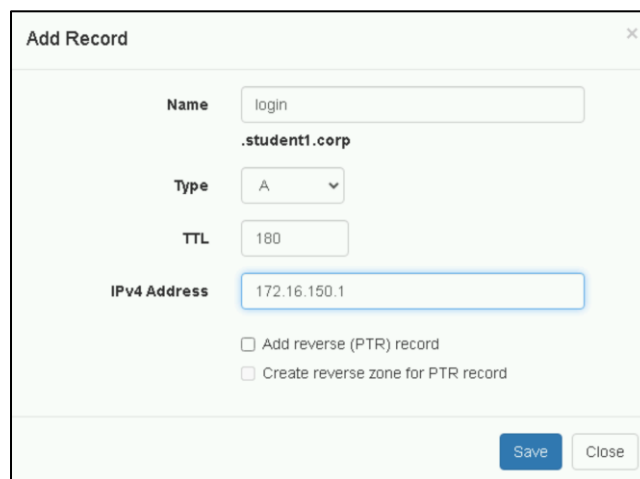 Add Record ×
Name login
.student1.corp
Type A
TTL 180
IPv4 Address 172.16.150.1
Add reverse (PTR) record
Create reverse zone for PTR record
Save Close